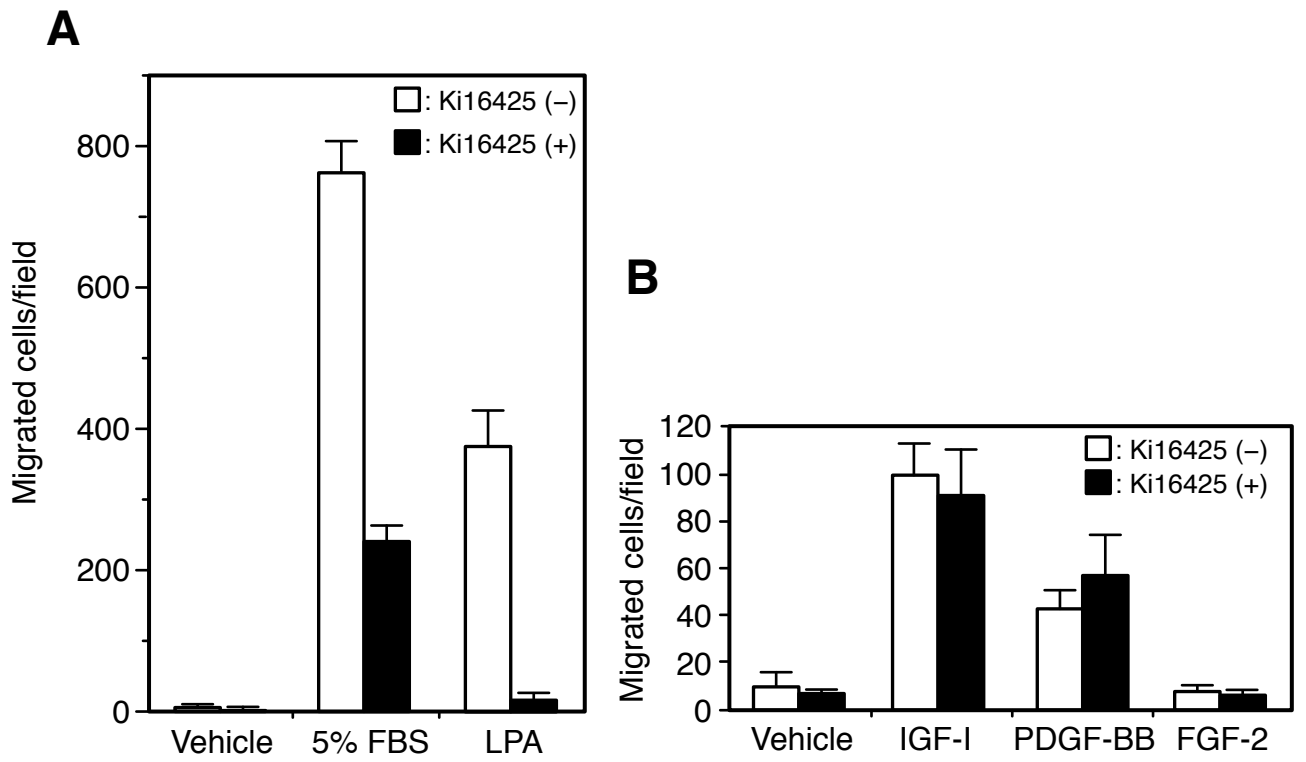 A
: Ki16425 (−)
: Ki16425 (+)
800
600
400
200
0
Migrated cells/field
Vehicle 5% FBS LPA
B
: Ki16425 (−)
: Ki16425 (+)
120
100
80
60
40
20
0
Migrated cells/field
Vehicle IGF-I PDGF-BB FGF-2